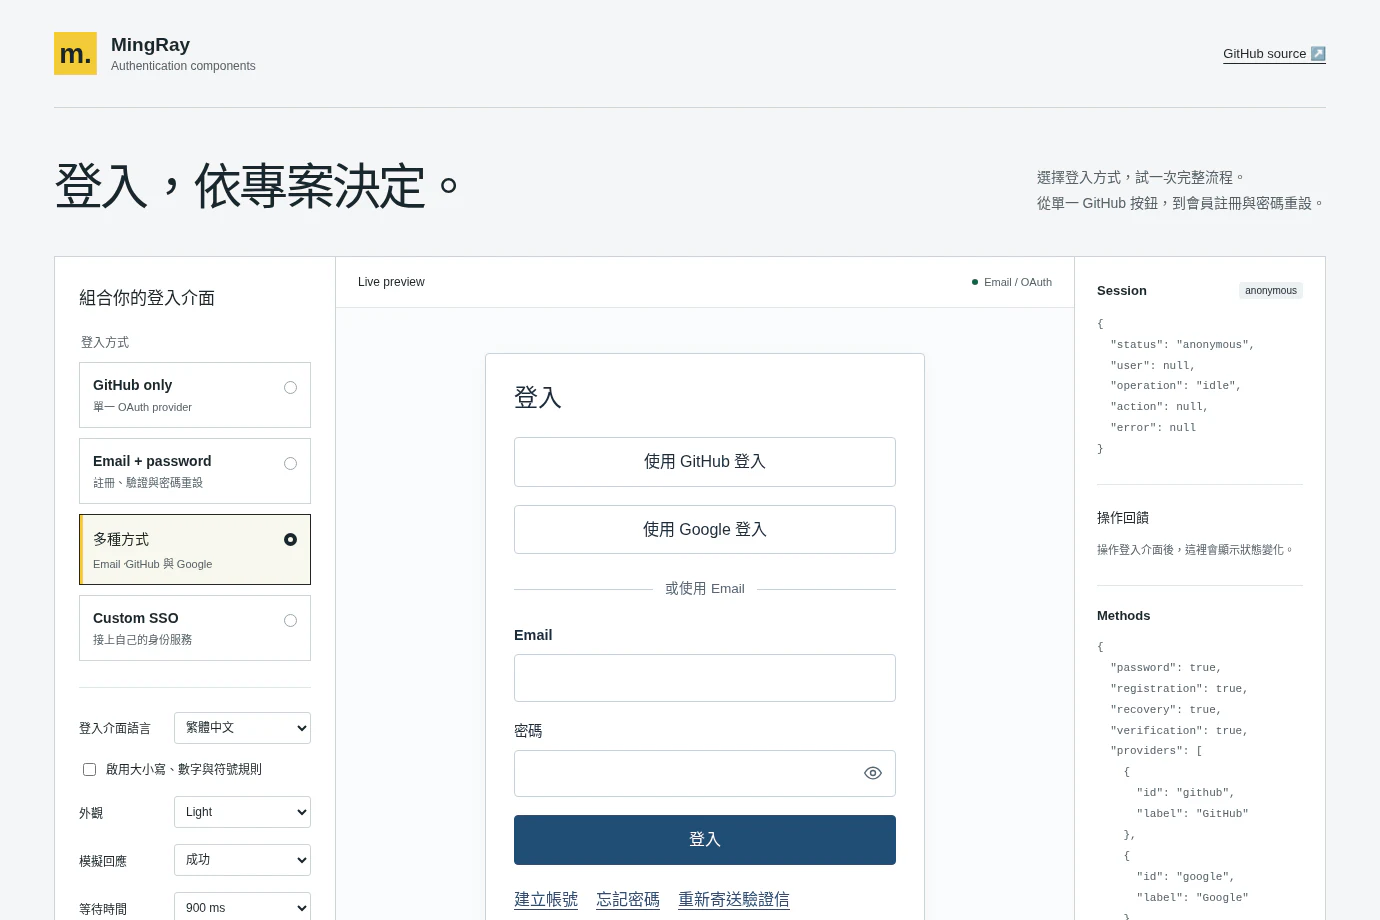 m.
MingRay
Authentication components
GitHub source ↗
登入，依專案決定。
選擇登入方式，試一次完整流程。
從單一 GitHub 按鈕，到會員註冊與密碼重設。
組合你的登入介面
登入方式
GitHub only
單一 OAuth provider
Email + password
註冊、驗證與密碼重設
多種方式
Email、GitHub 與 Google
Custom SSO
接上自己的身份服務
登入介面語言
繁體中文
啟用大小寫、數字與符號規則
外觀
Light
模擬回應
成功
等待時間
900 ms
Live preview
Email / OAuth
登入
使用 GitHub 登入
使用 Google 登入
或使用 Email
Email
密碼
登入
建立帳號 忘記密碼 重新寄送驗證信
Session
anonymous
{
"status": "anonymous",
"user": null,
"operation": "idle",
"action": null,
"error": null
}
操作回饋
操作登入介面後，這裡會顯示狀態變化。
Methods
{
"password": true,
"registration": true,
"recovery": true,
"verification": true,
"providers": [
{
"id": "github",
"label": "GitHub"
},
{
"id": "google",
"label": "Google"
}